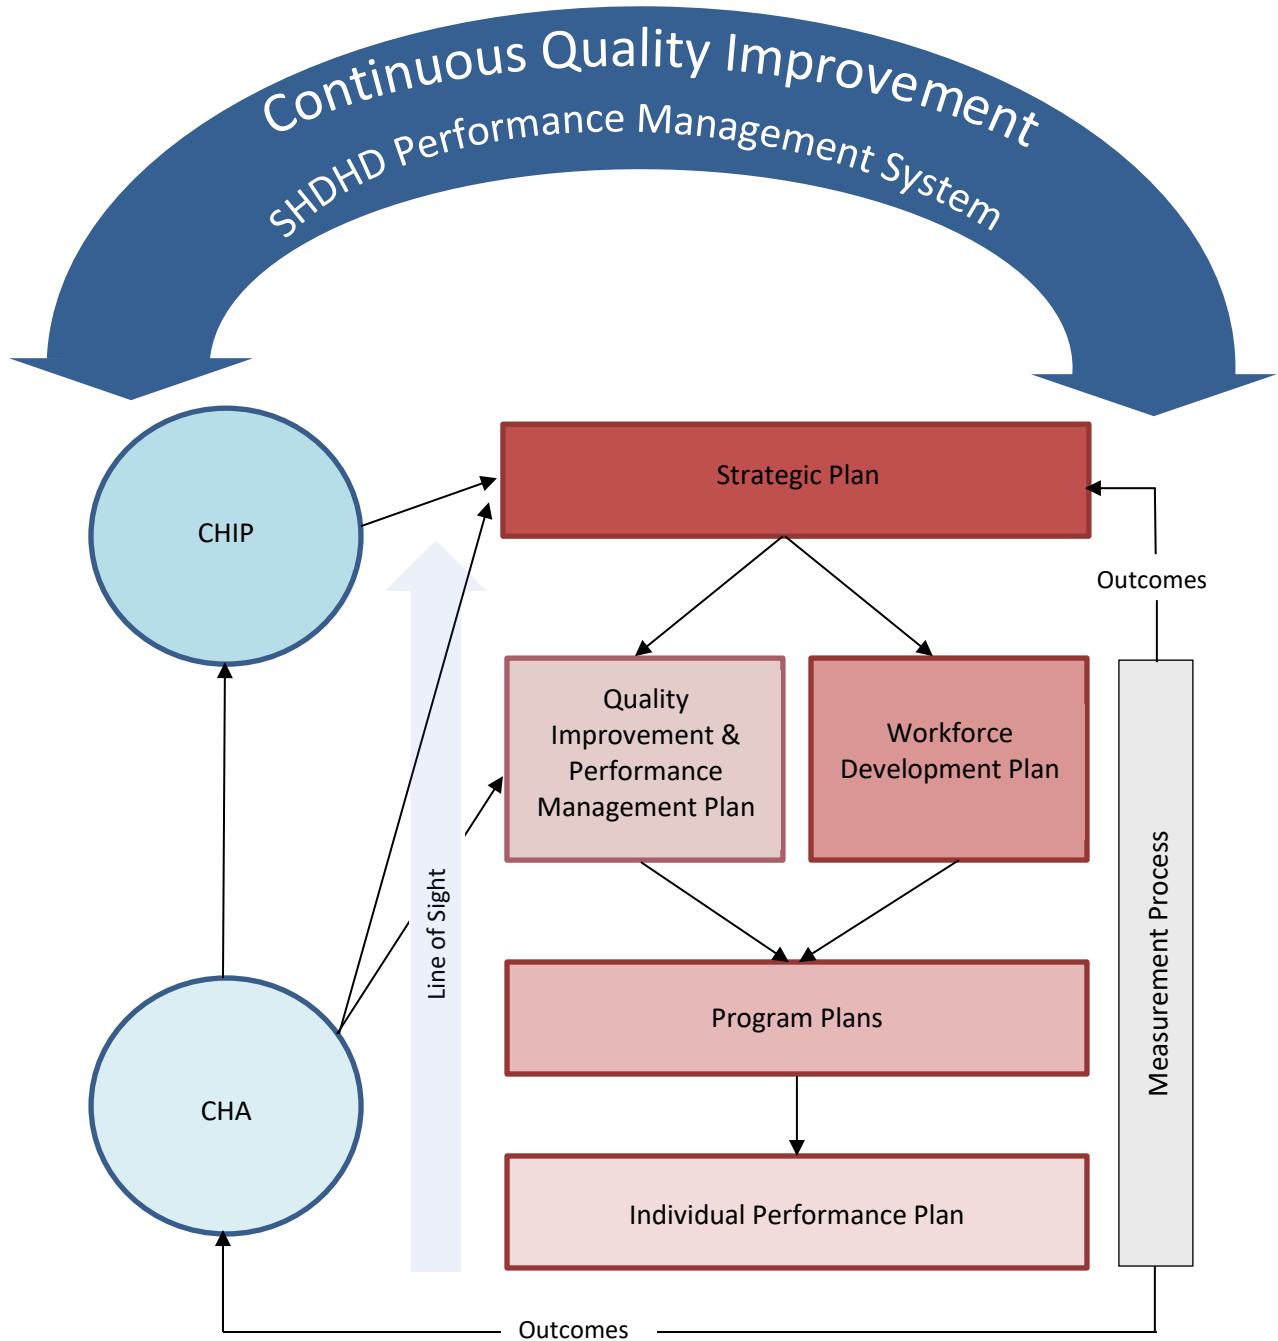 Continuous Quality Improvement
SHDHD Performance Management System
CHIP
Strategic Plan
Outcomes
Quality
Improvement &
Performance
Management Plan
Workforce
Development Plan
Line of Sight
Measurement Process
Program Plans
CHA
Individual Performance Plan
Outcomes